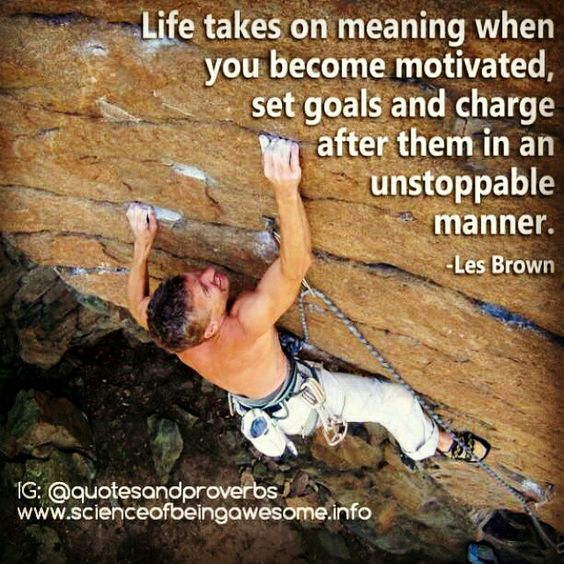 Life takes on meaning when
you become motivated,
set goals and charge
after them in an
unstoppable
manner.
-Les Brown
IG: @quotesandproverbs
www.scienceofbeingawesome.info